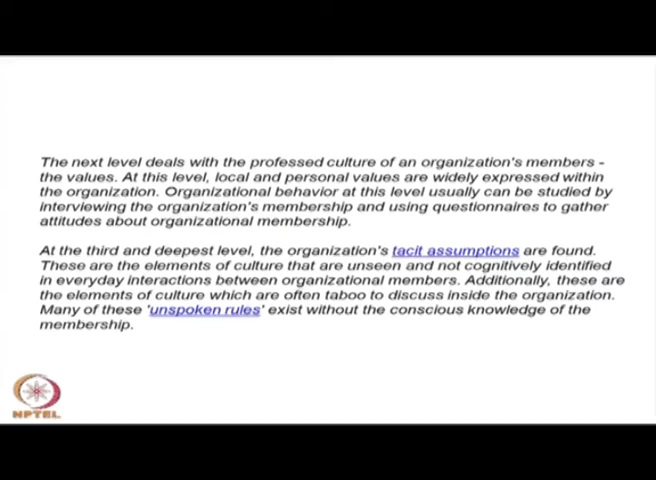 The next level deals with the professed culture of an organization's members -
the values. At this level, local and personal values are widely expressed within
the organization. Organizational behavior at this level usually can be studied by
interviewing the organization's membership and using questionnaires to gather
attitudes about organizational membership.
At the third and deepest level, the organization's tacit assumptions are found.
These are the elements of culture that are unseen and not cognitively identified
in everyday interactions between organizational members. Additionally, these are
the elements of culture which are often taboo to discuss inside the organization.
Many of these 'unspoken rules' exist without the conscious knowledge of the
membership.
NPTEL